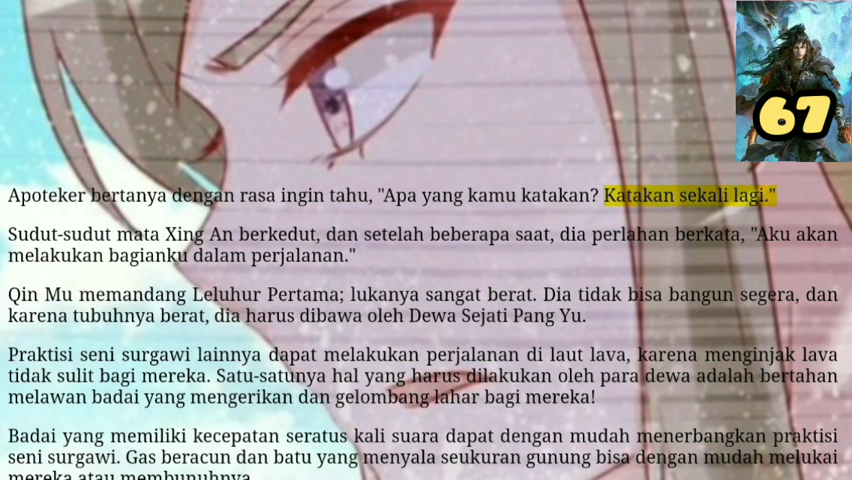 67
Apoteker bertanya dengan rasa ingin tahu, "Apa yang kamu katakan? Katakan sekali lagi."
Sudut-sudut mata Xing An berkedut, dan setelah beberapa saat, dia perlahan berkata, "Aku akan
melakukan bagianku dalam perjalanan."
Qin Mu memandang Leluhur Pertama; lukanya sangat berat. Dia tidak bisa bangun segera, dan
karena tubuhnya berat, dia harus dibawa oleh Dewa Sejati Pang Yu.
Praktisi seni surgawi lainnya dapat melakukan perjalanan di laut lava, karena menginjak lava
tidak sulit bagi mereka. Satu-satunya hal yang harus dilakukan oleh para dewa adalah bertahan
melawan badai yang mengerikan dan gelombang lahar bagi mereka!
Badai yang memiliki kecepatan seratus kali suara dapat dengan mudah menerbangkan praktisi
seni surgawi. Gas beracun dan batu yang menyala seukuran gunung bisa dengan mudah melukai
mereka atau membunuhnya.